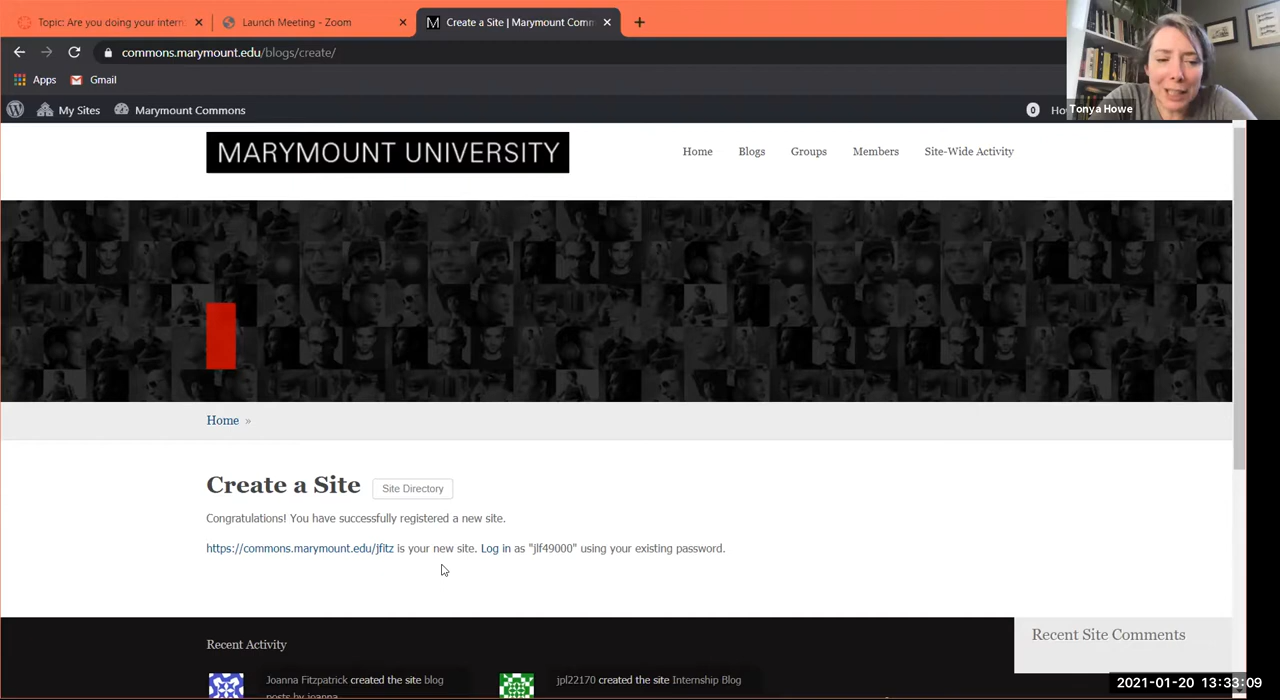 Topic: Are you doing your intern
Launch Meeting - Zoom
M Create a Site | Marymount Comm
commons.marymount.edu/blogs/create/
Apps
Gmail
My Sites
Marymount Commons
0
Ho
Tonya Howe
MARYMOUNT UNIVERSITY
Home
Blogs
Groups
Members
Site-Wide Activity
Home »
Create a Site
Site Directory
Congratulations! You have successfully registered a new site.
https://commons.marymount.edu/jfitz is your new site. Log in as "jlf49000" using your existing password.
Recent Activity
Recent Site Comments
Joanna Fitzpatrick created the site blog
posts by joanna
jpl22170 created the site Internship Blog
2021-01-20 13:33:09